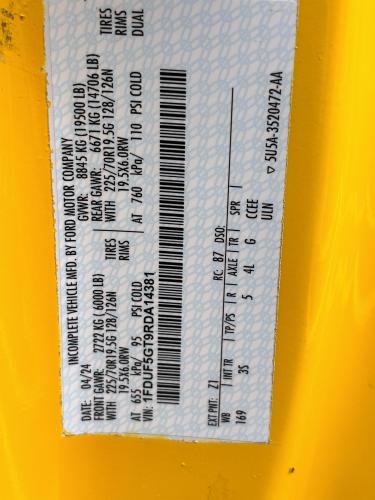 INCOMPLETE VEHICLE MFD. BY FORD MOTOR COMPANY
DATE: 04/24 GVWR: 8845 KG (19500 LB)
FRONT GAWR: 2722 KG (6000 LB) REAR GAWR: 6671 KG (14706 LB)
WITH 225/70R19.5G 128/126N TIRES WITH 225/70R19.5G 128/126N TIRES
19.5X6.0RW RIMS 19.5X6.0RW RIMS
AT 655 kPa/ 95 PSI COLD AT 760 kPa/ 110 PSI COLD DUAL
VIN: 1FDUF5GT9RDA14381
EXT PNT: Z1 RC: B7 DSO:
WB INT TR TP/PS R AXLE TR SPR
169 3S 5 4L G CCEE
ULN
▽ 5U5A-3520472-AA